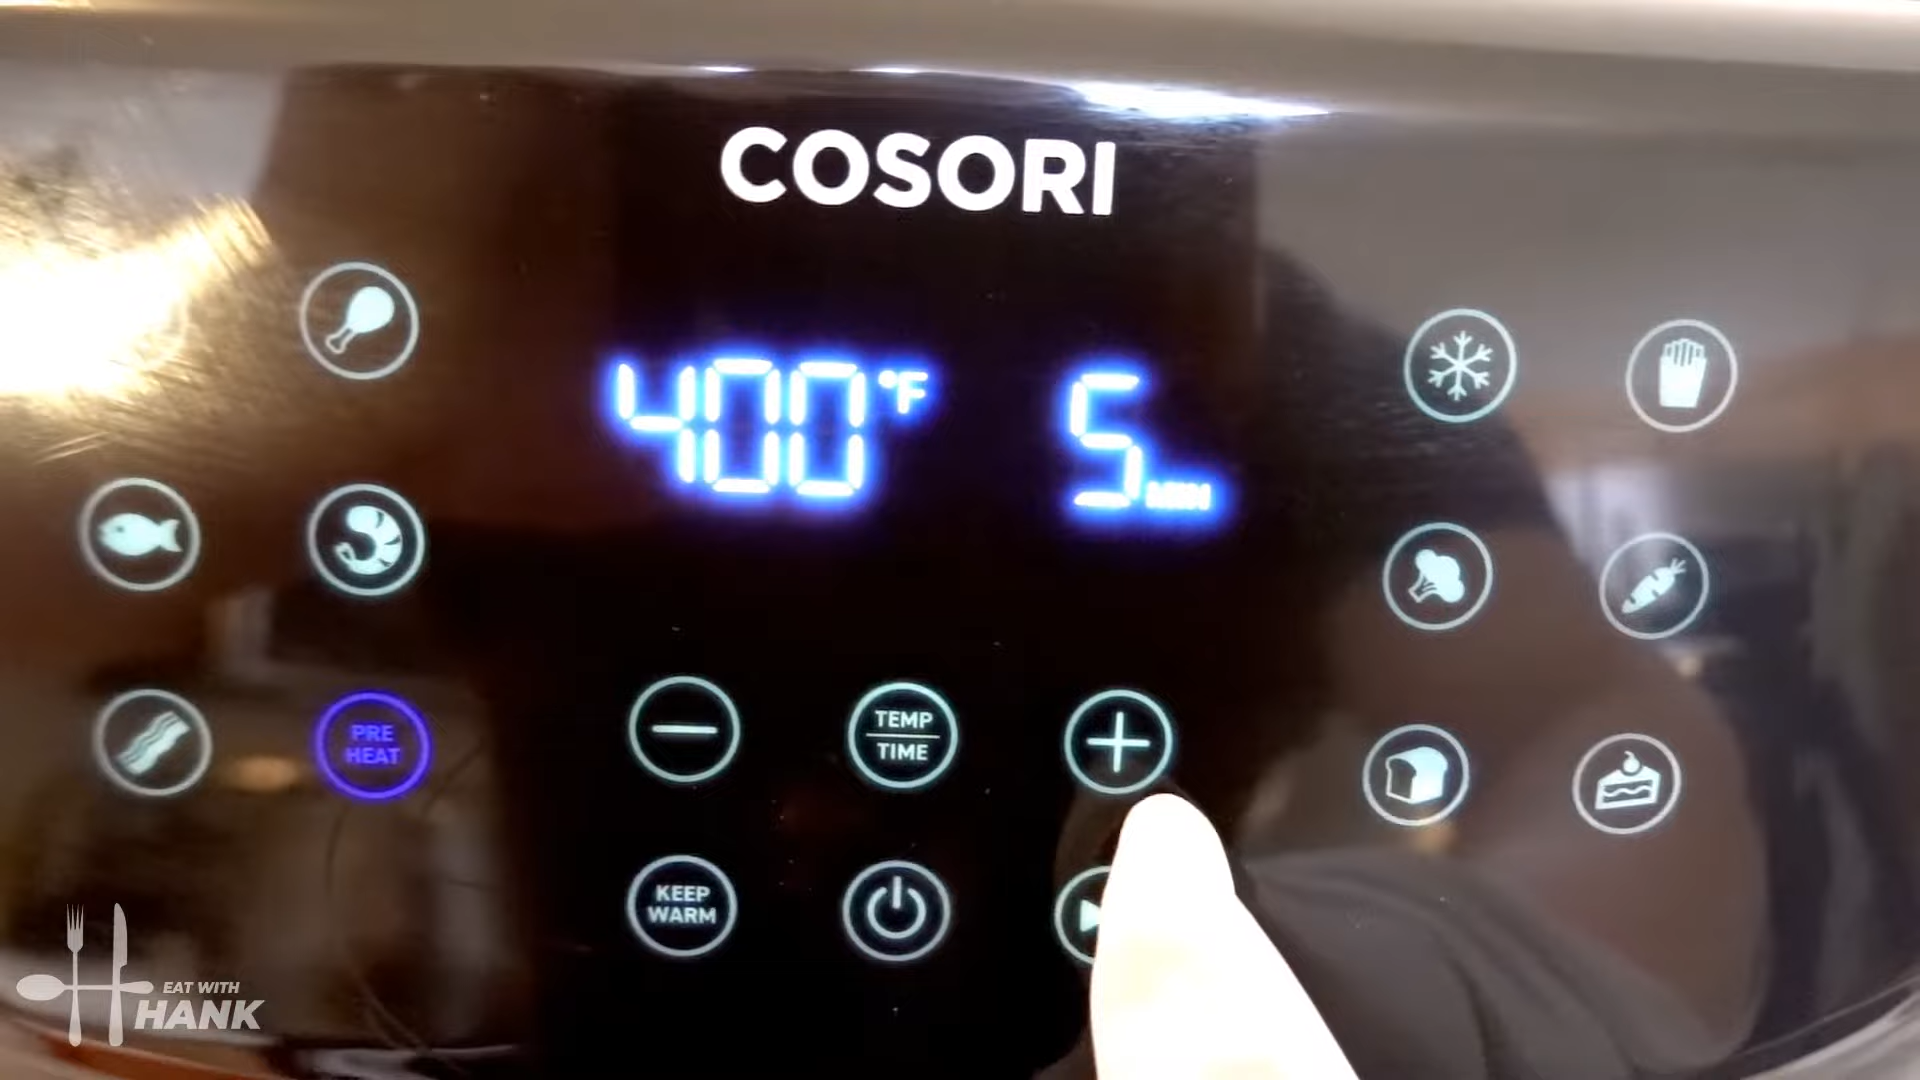 COSORI
400°F 5 MIN
PRE
HEAT
TEMP
TIME
KEEP
WARM
EAT WITH
HANK